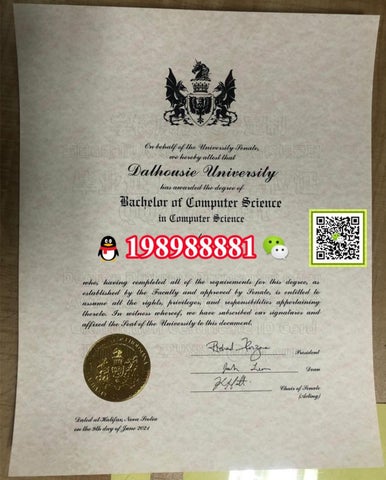 On behalf of the University Senate,
we hereby attest that
Dalhousie University
has awarded the degree of
Bachelor of Computer Science
in Computer Science
198988881
who, having completed all of the requirements for this degree, as
established by the Faculty and approved by Senate, is entitled to
assume all the rights, privileges, and responsibilities appertaining
thereto. In witness whereof, we have subscribed our signatures and
affixed the Seal of the University to this document.
President
Dean
Chair of Senate
(Acting)
Dated at Halifax, Nova Scotia
on the 9th day of June 2021